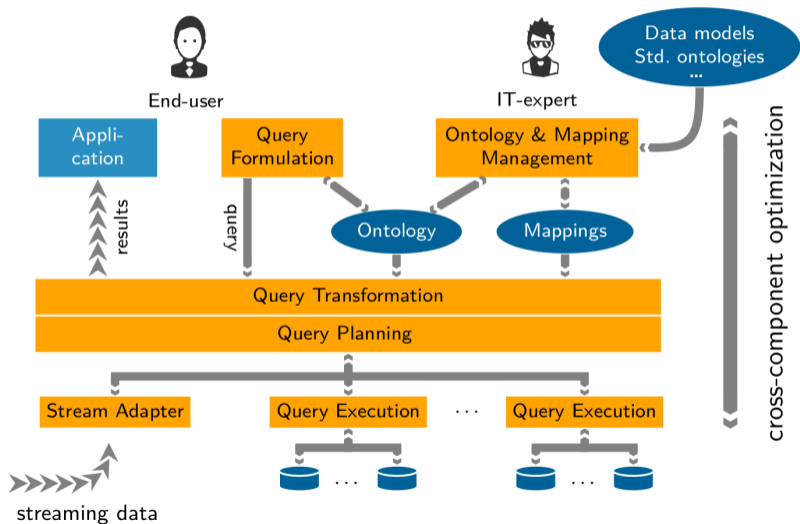 Data models
Std. ontologies
...
End-user
IT-expert
Appli-
cation
Query
Formulation
Ontology & Mapping
Management
results
query
Ontology
Mappings
cross-component optimization
Query Transformation
Query Planning
Stream Adapter
Query Execution
...
Query Execution
...
...
streaming data